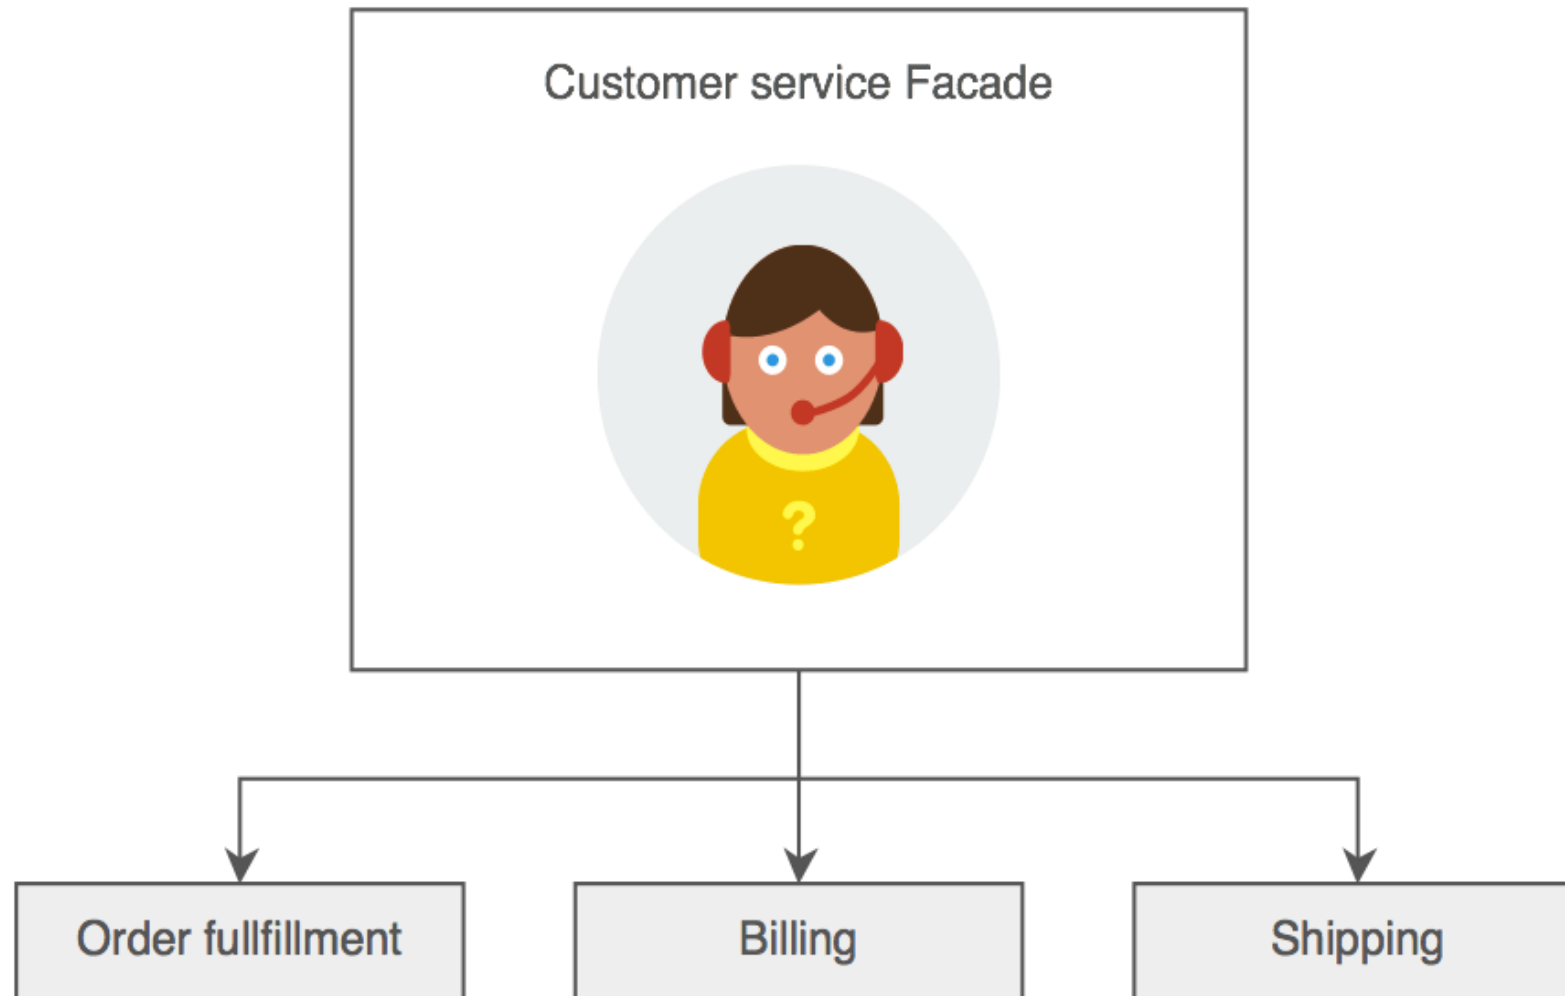 Customer service Facade
?
Order fullfillment
Billing
Shipping